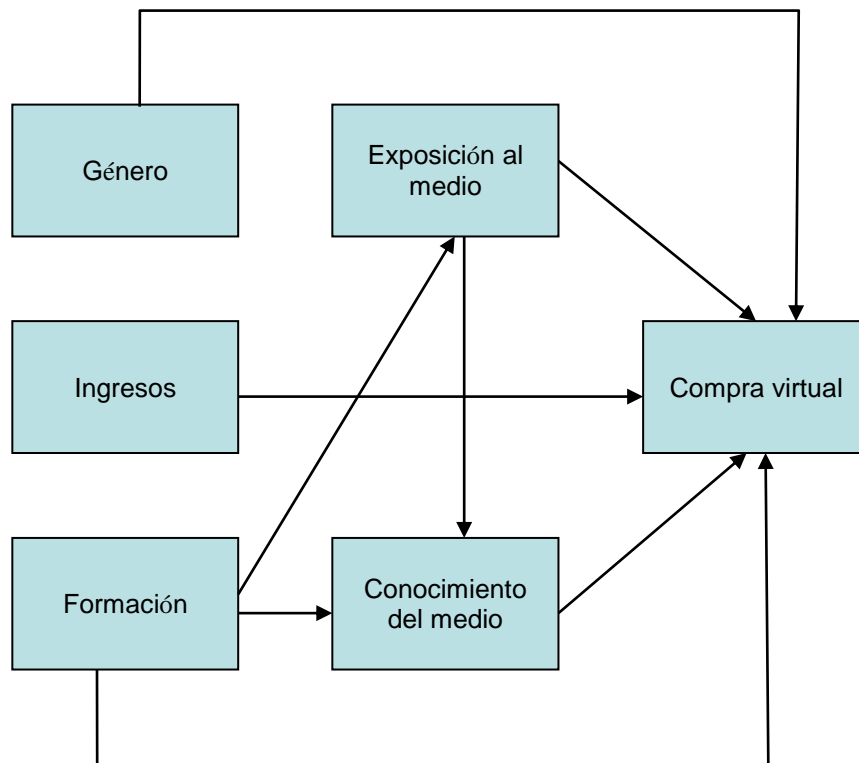 Género
Exposición al
medio
Ingresos
Compra virtual
Formación
Conocimiento
del medio